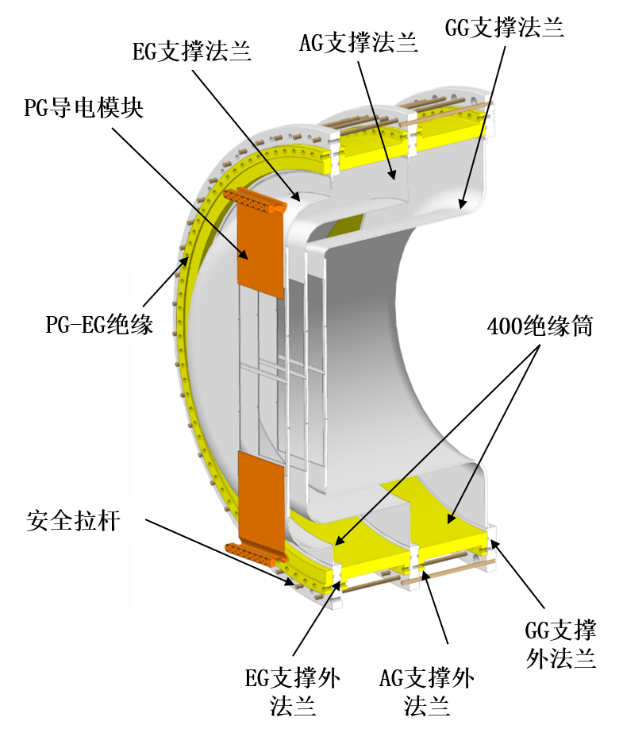 GG支撑法兰
AG支撑法兰
EG支撑法兰
PG导电模块
PG-EG绝缘
400绝缘筒
安全拉杆
GG支撑
外法兰
EG支撑外
法兰
AG支撑外
法兰